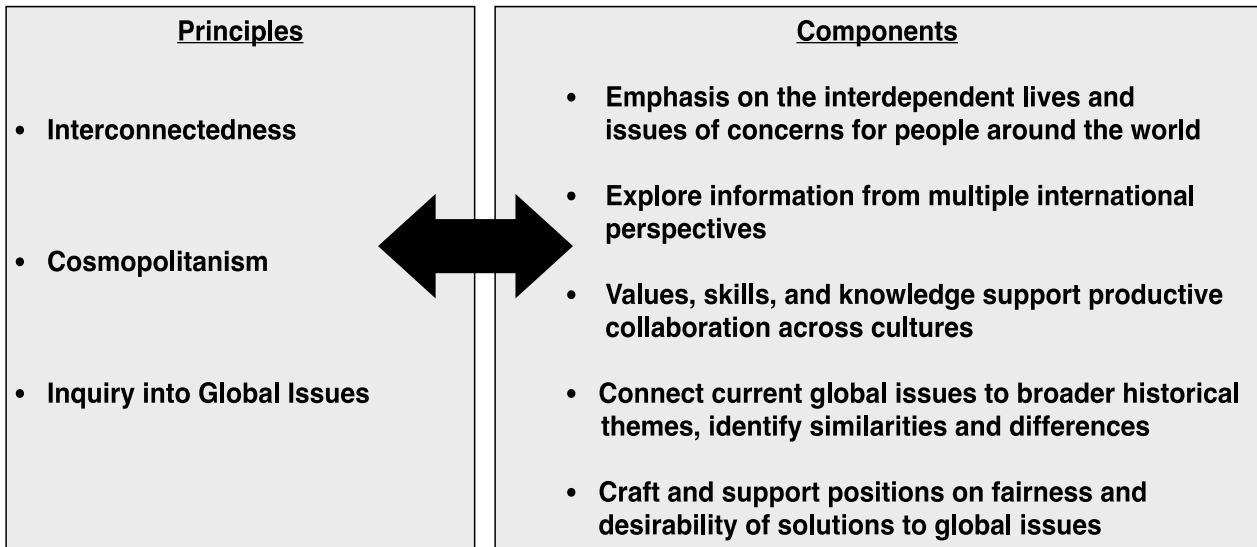 Principles
• Interconnectedness
• Cosmopolitanism
• Inquiry into Global Issues
Components
• Emphasis on the interdependent lives and
issues of concerns for people around the world
• Explore information from multiple international
perspectives
• Values, skills, and knowledge support productive
collaboration across cultures
• Connect current global issues to broader historical
themes, identify similarities and differences
• Craft and support positions on fairness and
desirability of solutions to global issues